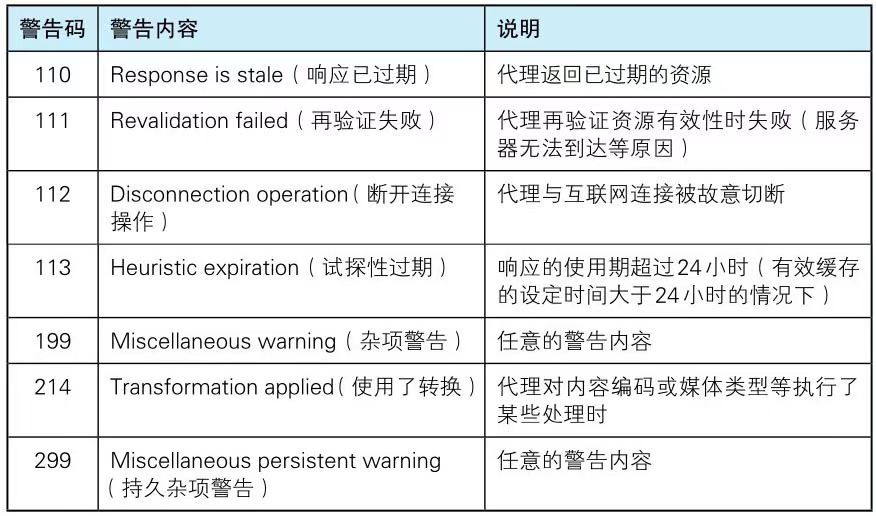 警告码 警告内容 说明
110 Response is stale（响应已过期） 代理返回已过期的资源
111 Revalidation failed（再验证失败） 代理再验证资源有效性时失败（服务
器无法到达等原因）
112 Disconnection operation（断开连接 代理与互联网连接被故意切断
操作）
113 Heuristic expiration（试探性过期） 响应的使用期超过24小时（有效缓存
的设定时间大于24小时的情况下）
199 Miscellaneous warning（杂项警告） 任意的警告内容
214 Transformation applied（使用了转换） 代理对内容编码或媒体类型等执行了
某些处理时
299 Miscellaneous persistent warning 任意的警告内容
（持久杂项警告）